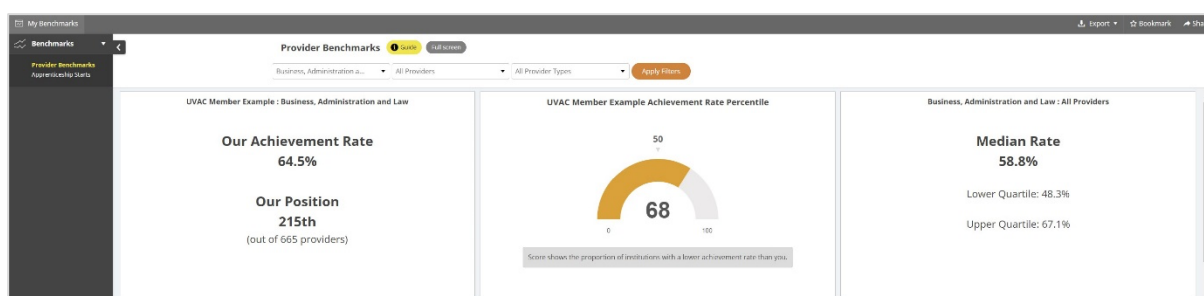 My Benchmarks
Export
Bookmark
Sha
Benchmarks
Provider Benchmarks
Apprenticeship Starts
Provider Benchmarks
Guide
Full screen
Business, Administration a...
All Providers
All Provider Types
Apply Filters
UVAC Member Example : Business, Administration and Law
Our Achievement Rate
64.5%
Our Position
215th
(out of 665 providers)
UVAC Member Example Achievement Rate Percentile
50
68
0
100
Score shows the proportion of institutions with a lower achievement rate than you.
Business, Administration and Law : All Providers
Median Rate
58.8%
Lower Quartile: 48.3%
Upper Quartile: 67.1%